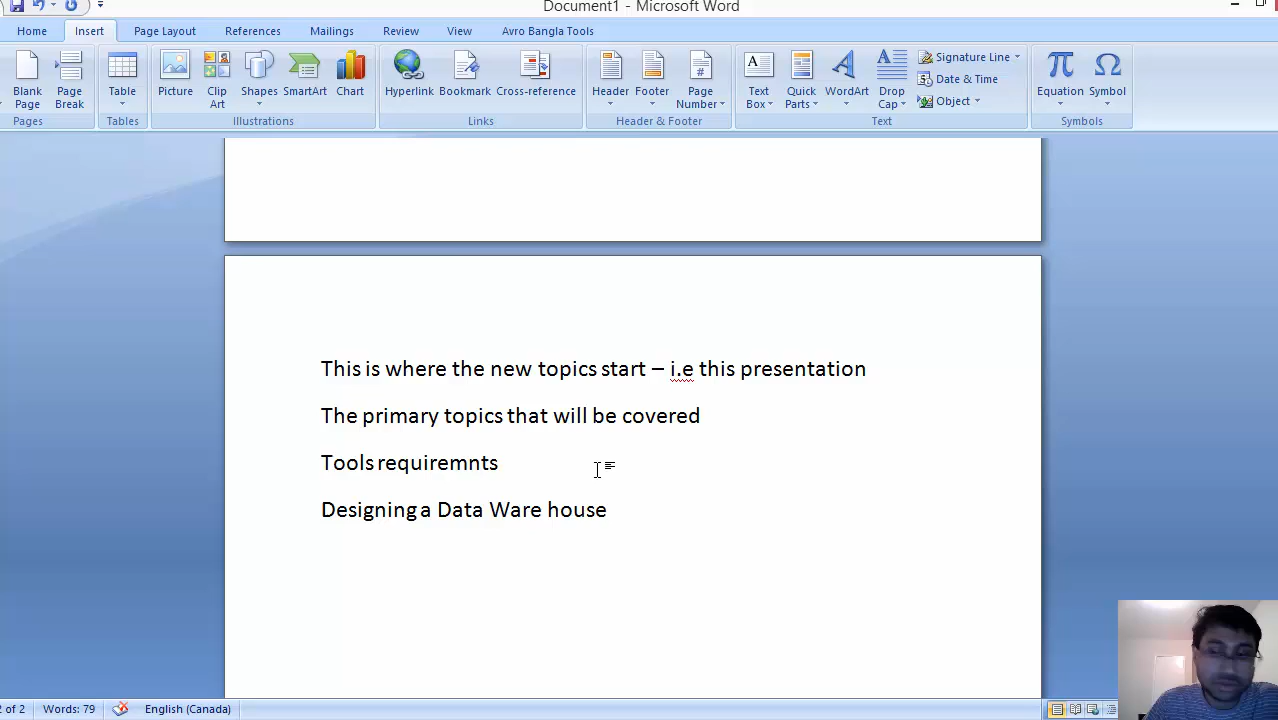 Document1 - Microsoft Word
Home Insert Page Layout References Mailings Review View Avro Bangla Tools
Blank Page
Page Break
Table
Picture
Clip Art
Shapes
SmartArt
Chart
Hyperlink
Bookmark
Cross-reference
Header
Footer
Page Number
Text Box
Quick Parts
WordArt
Drop Cap
Signature Line
Date & Time
Object
Equation
Symbol
Pages Tables Illustrations Links Header & Footer Text Symbols
This is where the new topics start – i.e this presentation
The primary topics that will be covered
Tools requiremnts
Designing a Data Ware house
2 of 2 Words: 79 English (Canada)